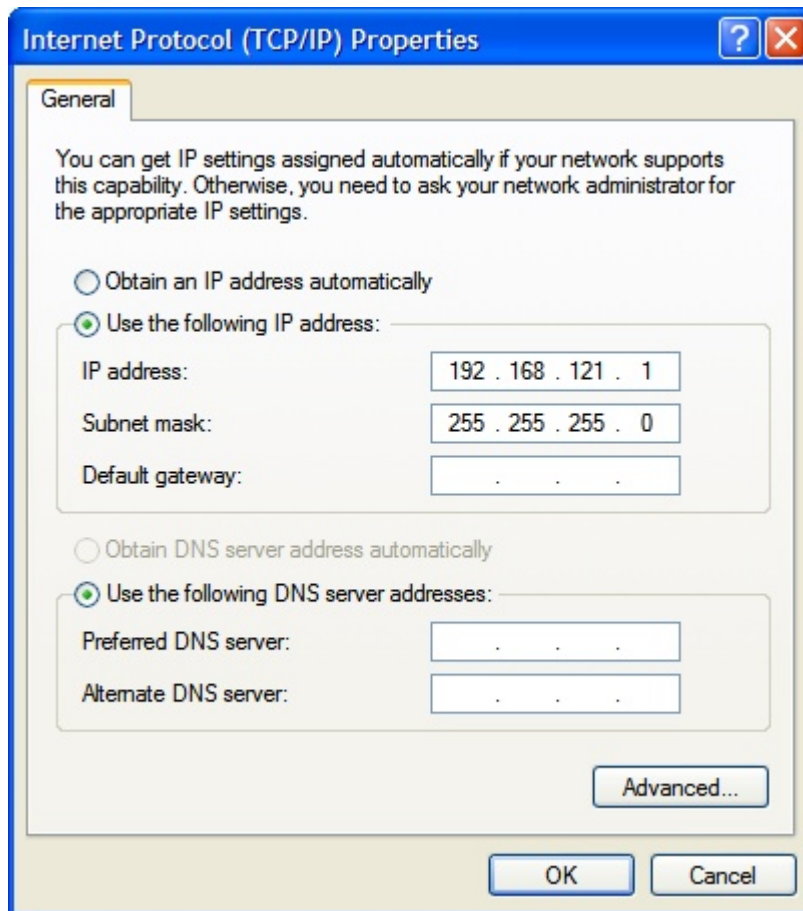 Internet Protocol (TCP/IP) Properties
General
You can get IP settings assigned automatically if your network supports
this capability. Otherwise, you need to ask your network administrator for
the appropriate IP settings.
Obtain an IP address automatically
Use the following IP address:
IP address: 192 . 168 . 121 . 1
Subnet mask: 255 . 255 . 255 . 0
Default gateway: . . .
Obtain DNS server address automatically
Use the following DNS server addresses:
Preferred DNS server: . . .
Alternate DNS server: . . .
Advanced...
OK Cancel